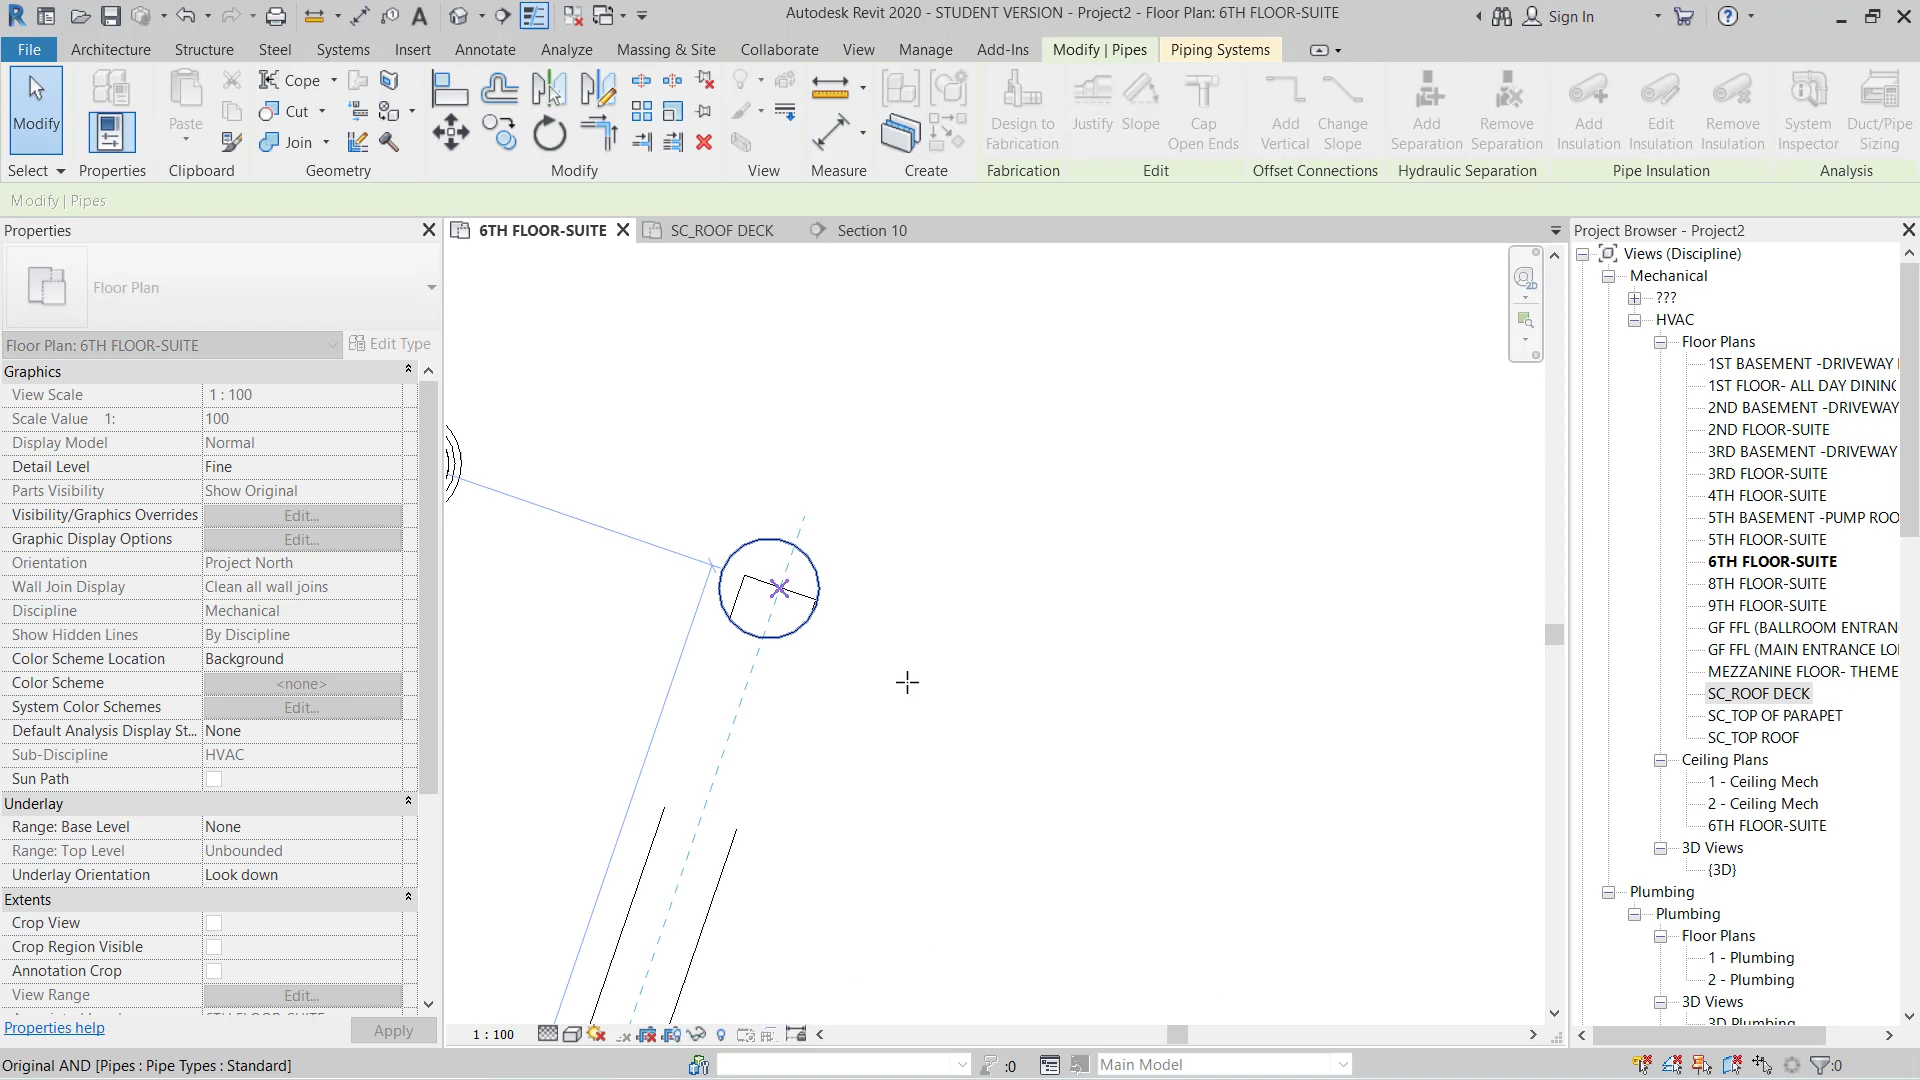 Autodesk Revit 2020 - STUDENT VERSION - Project2 - Floor Plan: 6TH FLOOR-SUITE
Sign In
File Architecture Structure Steel Systems Insert Annotate Analyze Massing & Site Collaborate View Manage Add-Ins Modify | Pipes Piping Systems
Modify
Paste
Cope
Cut
Join
Design to Fabrication
Justify Slope
Cap Open Ends
Add Vertical
Change Slope
Add Separation
Remove Separation
Add Insulation
Edit Insulation
Remove Insulation
System Inspector
Duct/Pipe Sizing
Select Properties Clipboard Geometry Modify View Measure Create Fabrication Edit Offset Connections Hydraulic Separation Pipe Insulation Analysis
Modify | Pipes
Properties
6TH FLOOR-SUITE SC_ROOF DECK Section 10
Floor Plan
Floor Plan: 6TH FLOOR-SUITE Edit Type
Graphics
View Scale 1 : 100
Scale Value 1: 100
Display Model Normal
Detail Level Fine
Parts Visibility Show Original
Visibility/Graphics Overrides Edit...
Graphic Display Options Edit...
Orientation Project North
Wall Join Display Clean all wall joins
Discipline Mechanical
Show Hidden Lines By Discipline
Color Scheme Location Background
Color Scheme <none>
System Color Schemes Edit...
Default Analysis Display St... None
Sub-Discipline HVAC
Sun Path
Underlay
Range: Base Level None
Range: Top Level Unbounded
Underlay Orientation Look down
Extents
Crop View
Crop Region Visible
Annotation Crop
View Range Edit...
Properties help Apply
2D
1 : 100
Project Browser - Project2
Views (Discipline)
Mechanical
???
HVAC
Floor Plans
1ST BASEMENT -DRIVEWAY
1ST FLOOR- ALL DAY DINING
2ND BASEMENT -DRIVEWAY
2ND FLOOR-SUITE
3RD BASEMENT -DRIVEWAY
3RD FLOOR-SUITE
4TH FLOOR-SUITE
5TH BASEMENT -PUMP ROO
5TH FLOOR-SUITE
6TH FLOOR-SUITE
8TH FLOOR-SUITE
9TH FLOOR-SUITE
GF FFL (BALLROOM ENTRAN
GF FFL (MAIN ENTRANCE LO
MEZZANINE FLOOR- THEME
SC_ROOF DECK
SC_TOP OF PARAPET
SC_TOP ROOF
Ceiling Plans
1 - Ceiling Mech
2 - Ceiling Mech
6TH FLOOR-SUITE
3D Views
{3D}
Plumbing
Plumbing
Floor Plans
1 - Plumbing
2 - Plumbing
3D Views
3D Plumbing
Original AND [Pipes : Pipe Types : Standard]
:0
Main Model
:0